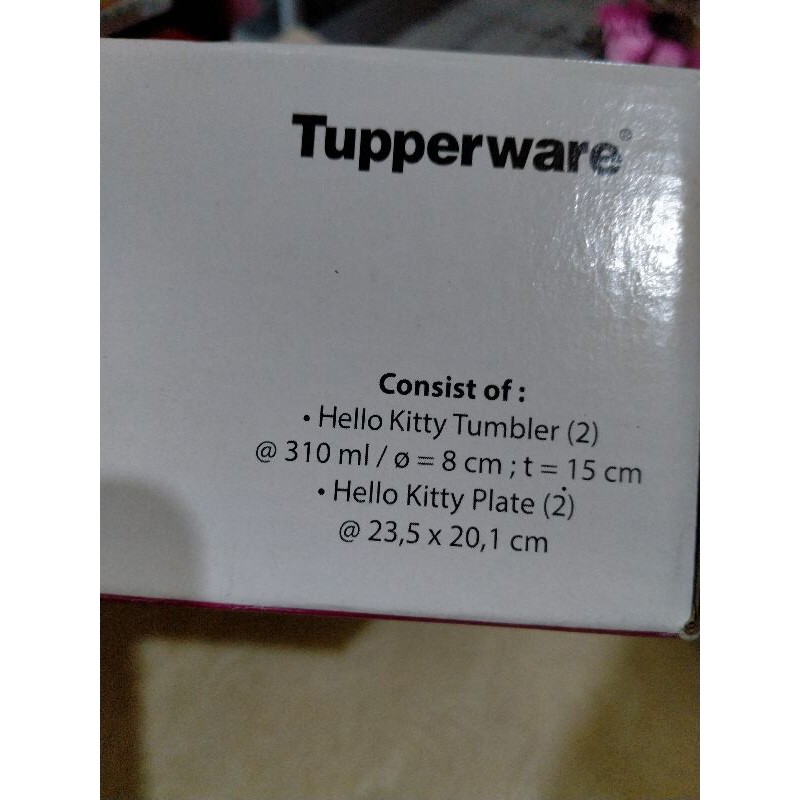 Tupperware®
Consist of :
• Hello Kitty Tumbler (2)
@ 310 ml / ø = 8 cm ; t = 15 cm
• Hello Kitty Plate (2)
@ 23,5 x 20,1 cm